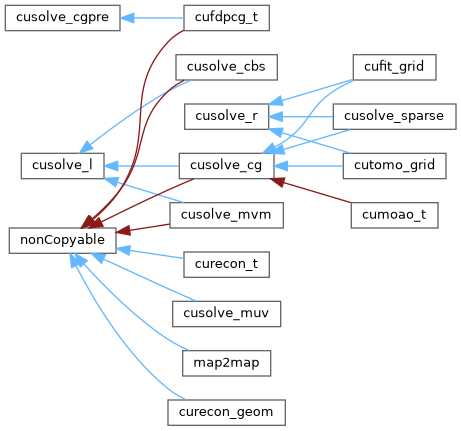 cusolve_cgpre
cufdpcg_t
cusolve_cbs
cufit_grid
cusolve_r
cusolve_sparse
cusolve_l
cusolve_cg
cutomo_grid
cusolve_mvm
cumoao_t
nonCopyable
curecon_t
cusolve_muv
map2map
curecon_geom